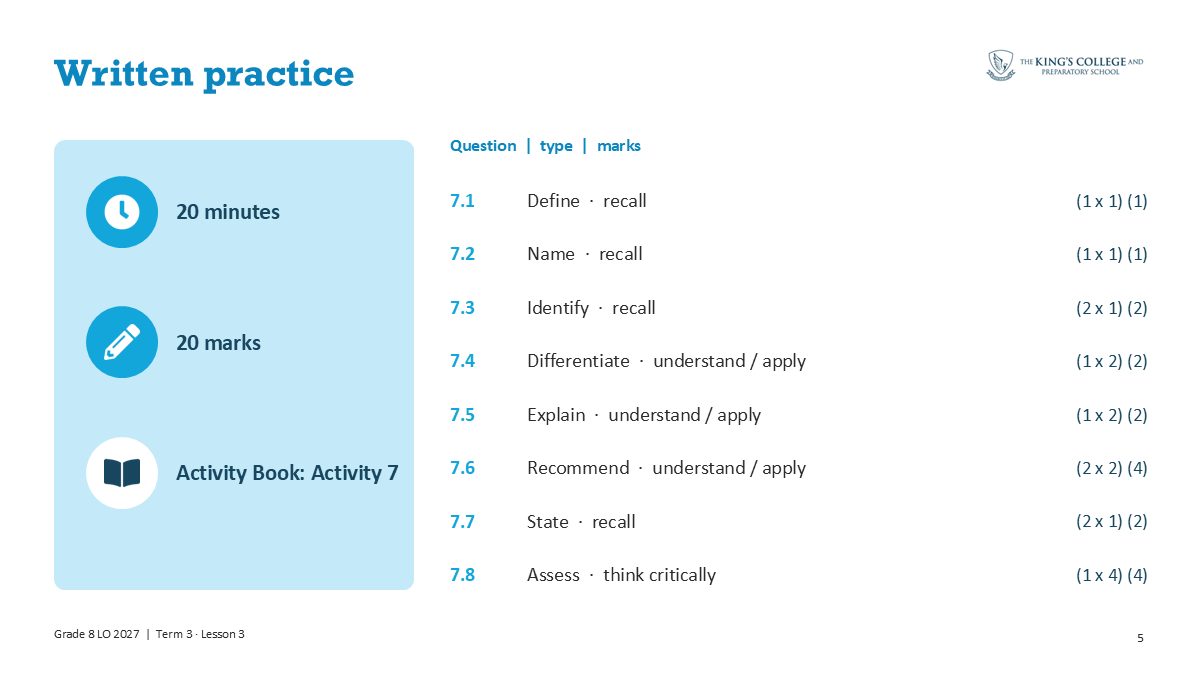 Written practice
THE KING'S COLLEGE AND
PREPARATORY SCHOOL
20 minutes
20 marks
Activity Book: Activity 7
Question | type | marks
7.1 Define · recall (1 x 1) (1)
7.2 Name · recall (1 x 1) (1)
7.3 Identify · recall (2 x 1) (2)
7.4 Differentiate · understand / apply (1 x 2) (2)
7.5 Explain · understand / apply (1 x 2) (2)
7.6 Recommend · understand / apply (2 x 2) (4)
7.7 State · recall (2 x 1) (2)
7.8 Assess · think critically (1 x 4) (4)
Grade 8 LO 2027 | Term 3 · Lesson 3
5